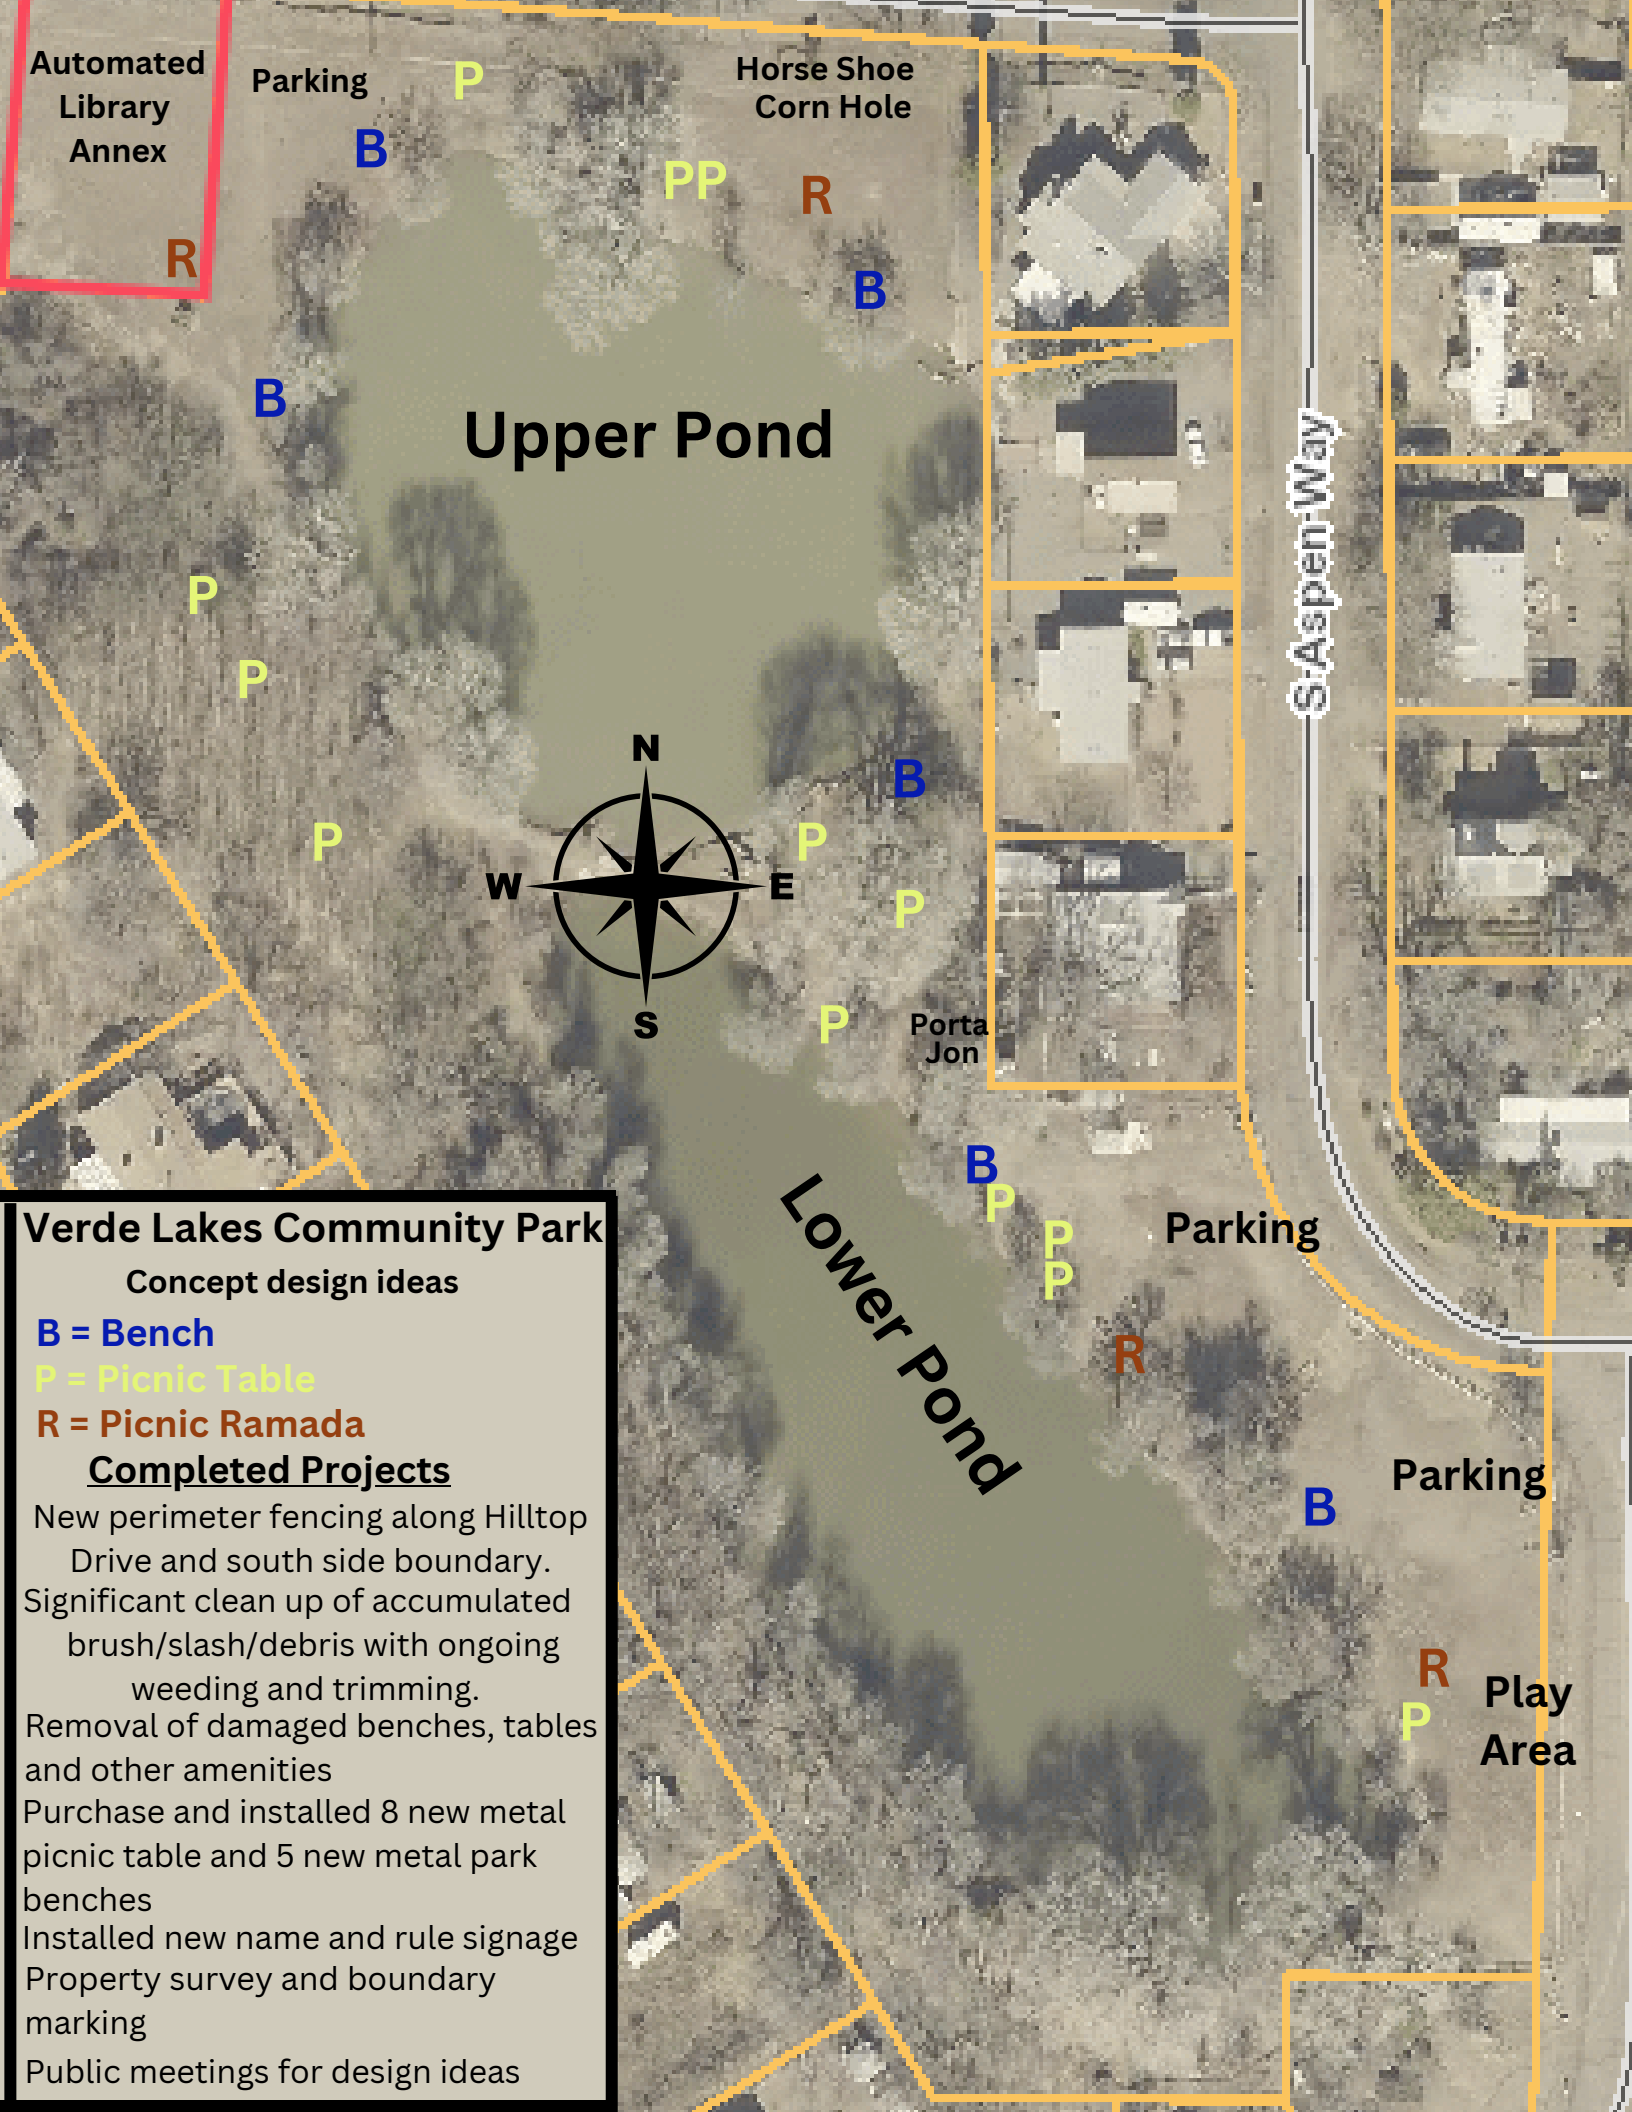 Automated
Library
Annex
Parking
P
Horse Shoe
Corn Hole
B
PP
R
R
B
B
Upper Pond
S Aspen Way
P
P
N
B
P
P
W
E
P
P
S
Porta
Jon
B
P
P
P
Parking
Lower Pond
R
Parking
B
R
P
Play
Area
Verde Lakes Community Park
Concept design ideas
B = Bench
P = Picnic Table
R = Picnic Ramada
Completed Projects
New perimeter fencing along Hilltop
Drive and south side boundary.
Significant clean up of accumulated
brush/slash/debris with ongoing
weeding and trimming.
Removal of damaged benches, tables
and other amenities
Purchase and installed 8 new metal
picnic table and 5 new metal park
benches
Installed new name and rule signage
Property survey and boundary
marking
Public meetings for design ideas